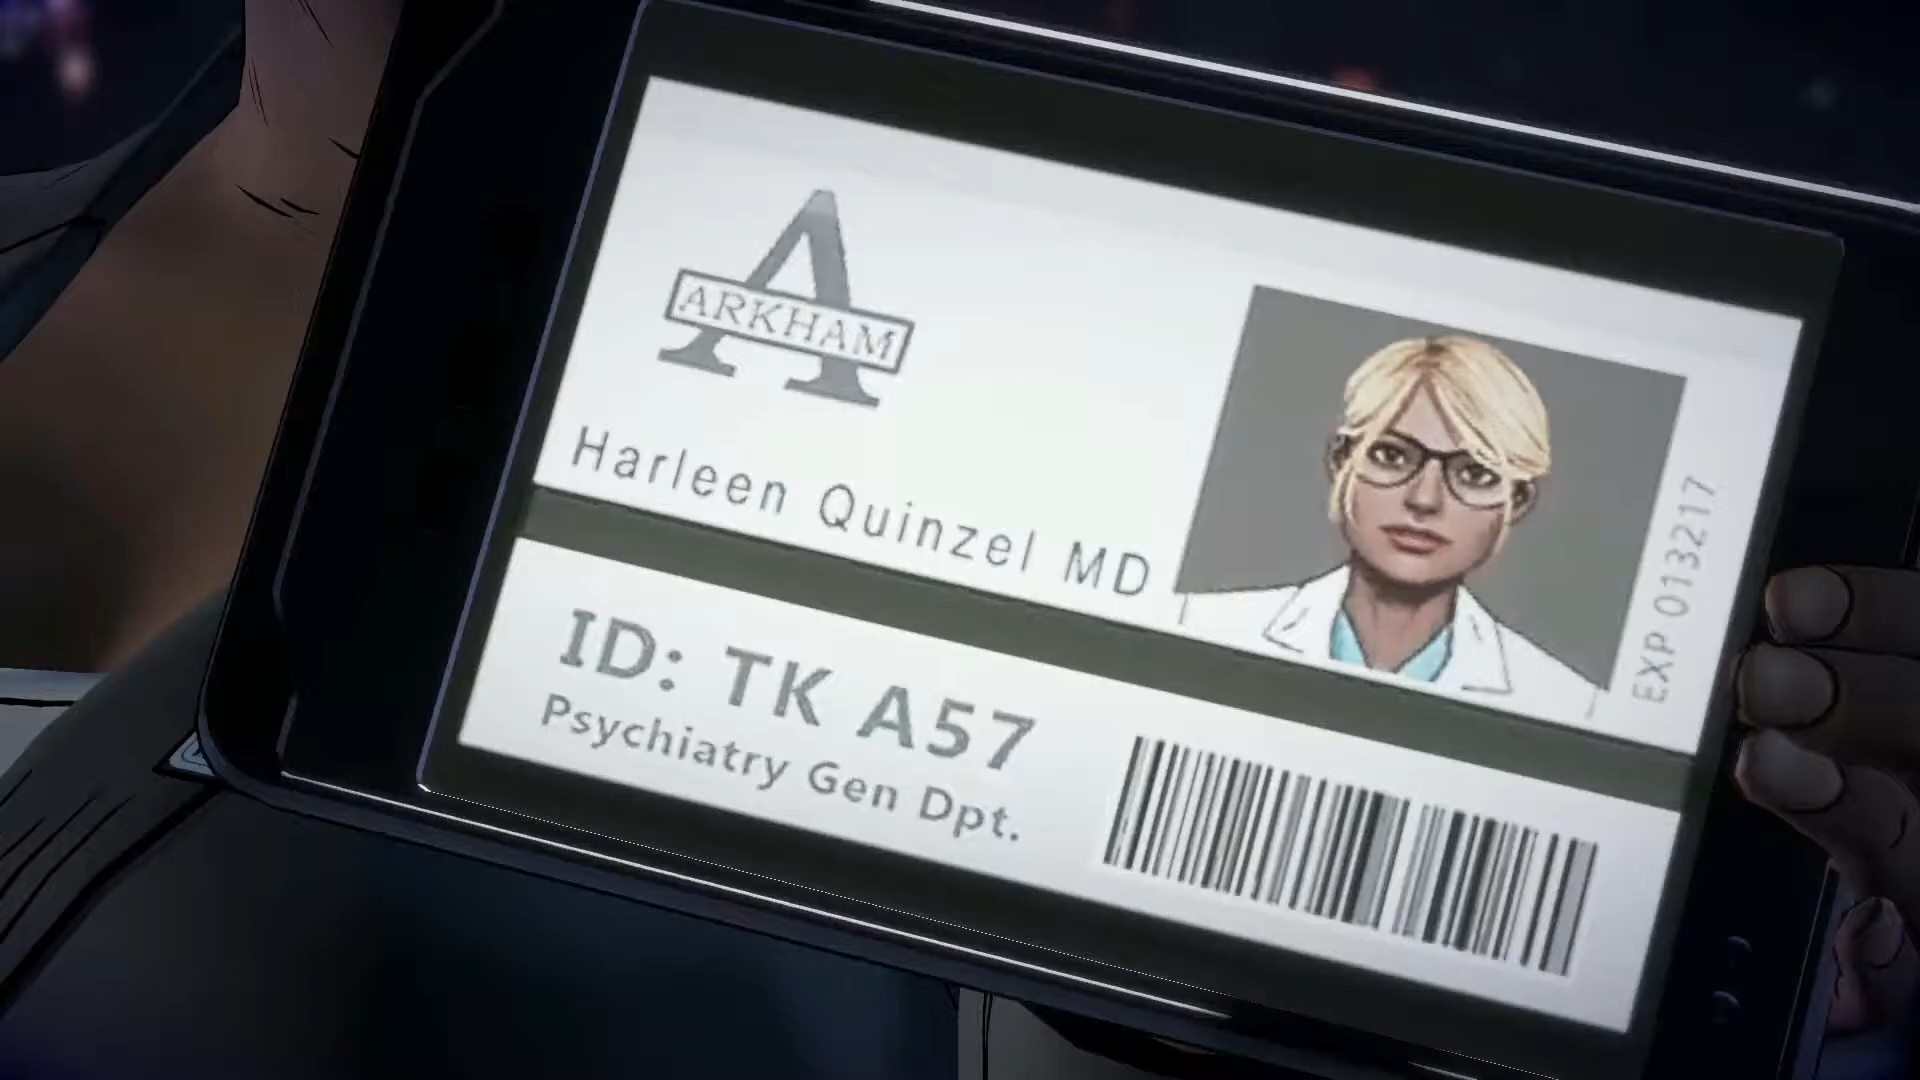 ARKHAM
Harleen Quinzel MD
EXP 013217
ID: TK A57
Psychiatry Gen Dpt.